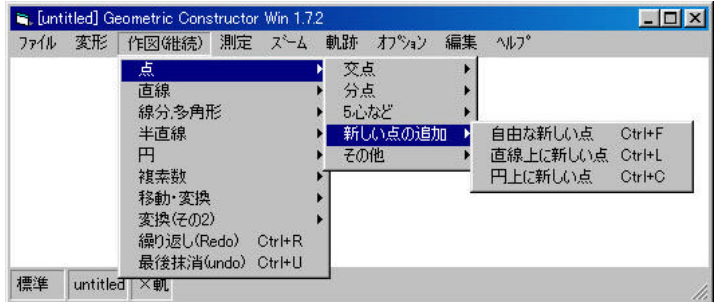 [untitled] Geometric Constructor Win 1.7.2
ファイル 変形 作図(継続) 測定 ズーム 軌跡 オプション 編集 ヘルプ
点
直線
線分,多角形
半直線
円
複素数
移動・変換
変換(その2)
繰り返し(Redo) Ctrl+R
最後抹消(undo) Ctrl+U
交点
分点
5心など
新しい点の追加
その他
自由な新しい点 Ctrl+F
直線上に新しい点 Ctrl+L
円上に新しい点 Ctrl+C
標準 untitled ×軌